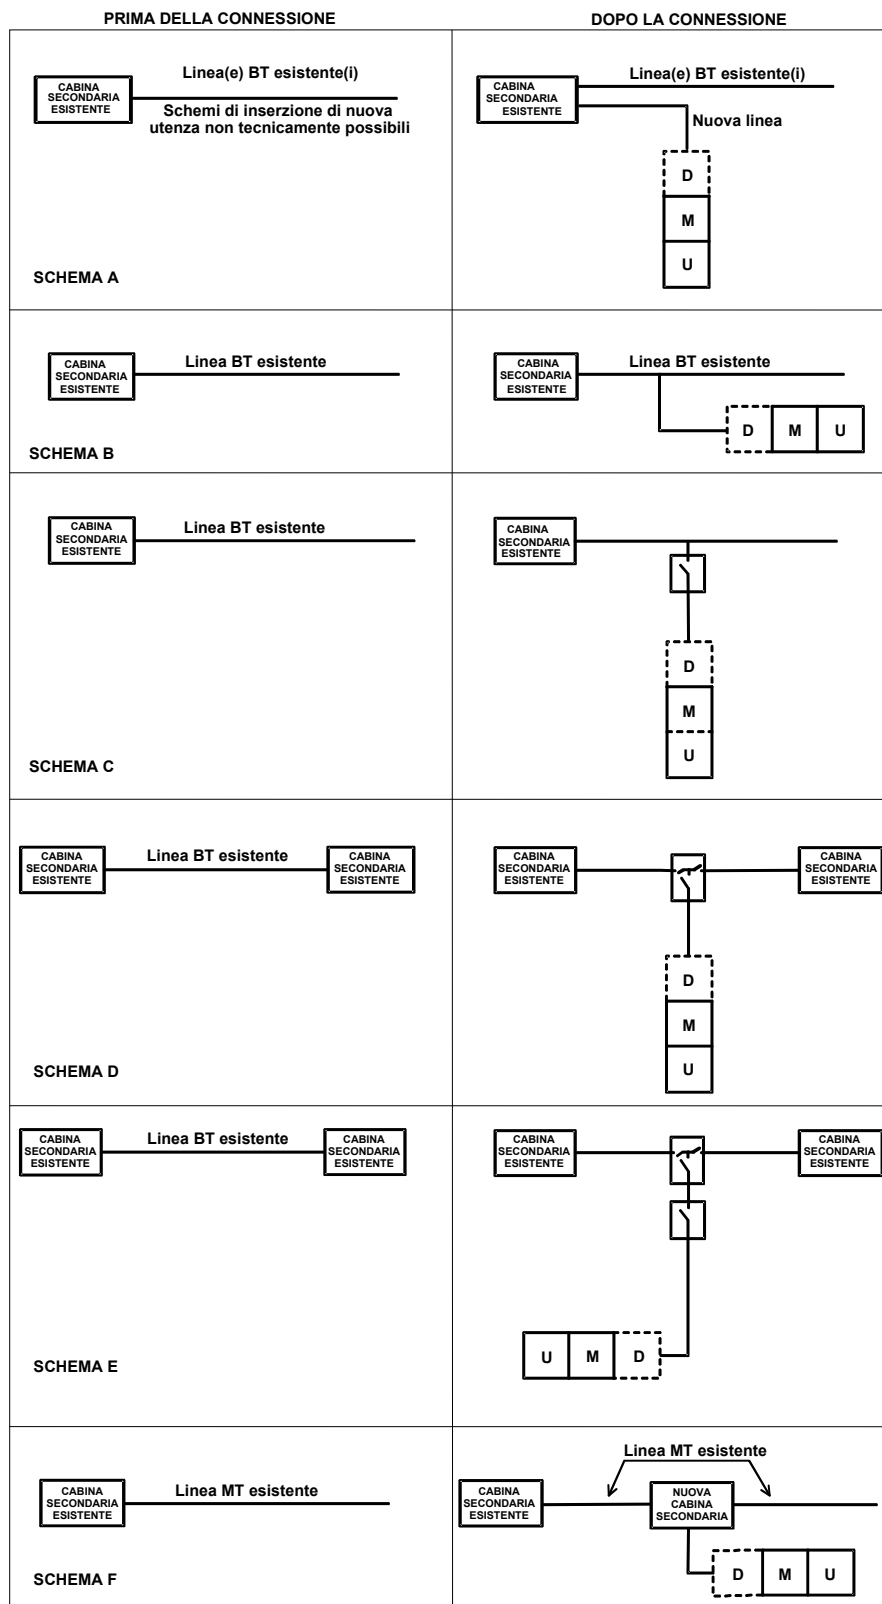 PRIMA DELLA CONNESSIONE
DOPO LA CONNESSIONE
CABINA
SECONDARIA
ESISTENTE
Linea(e) BT esistente(i)
Schemi di inserzione di nuova
utenza non tecnicamente possibili
SCHEMA A
CABINA
SECONDARIA
ESISTENTE
Linea(e) BT esistente(i)
Nuova linea
D
M
U
CABINA
SECONDARIA
ESISTENTE
Linea BT esistente
SCHEMA B
CABINA
SECONDARIA
ESISTENTE
Linea BT esistente
D M U
CABINA
SECONDARIA
ESISTENTE
Linea BT esistente
SCHEMA C
CABINA
SECONDARIA
ESISTENTE
D
M
U
CABINA
SECONDARIA
ESISTENTE
Linea BT esistente
CABINA
SECONDARIA
ESISTENTE
SCHEMA D
CABINA
SECONDARIA
ESISTENTE
CABINA
SECONDARIA
ESISTENTE
D
M
U
CABINA
SECONDARIA
ESISTENTE
Linea BT esistente
CABINA
SECONDARIA
ESISTENTE
SCHEMA E
CABINA
SECONDARIA
ESISTENTE
CABINA
SECONDARIA
ESISTENTE
U M D
CABINA
SECONDARIA
ESISTENTE
Linea MT esistente
SCHEMA F
Linea MT esistente
CABINA
SECONDARIA
ESISTENTE
NUOVA
CABINA
SECONDARIA
D M U